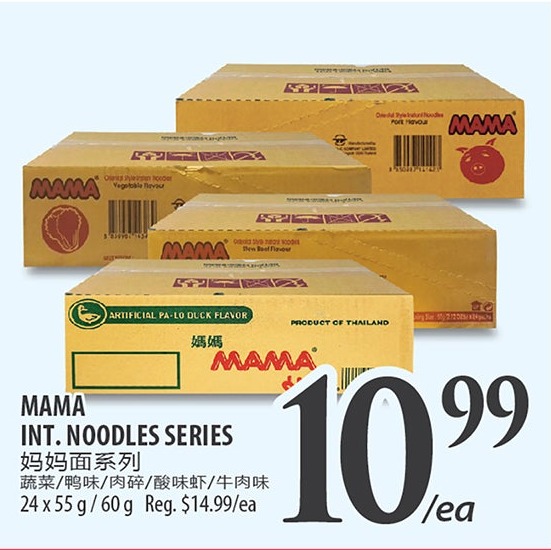 Oriental Style Instant Noodles
Pork Flavour
MAMA
Oriental Style Instant Noodles
Vegetable Flavour
MAMA
Oriental Style Instant Noodles
Stew Beef Flavour
MAMA
ARTIFICIAL PA-LO DUCK FLAVOR
PRODUCT OF THAILAND
媽媽
MAMA
MAMA
INT. NOODLES SERIES
妈妈面系列
蔬菜/鸭味/肉碎/酸味虾/牛肉味
24 x 55 g / 60 g Reg. $14.99/ea
10.99
/ea